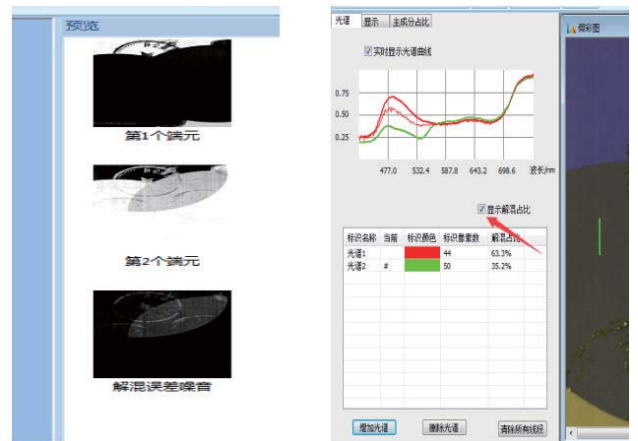 预览
第1个端元
第2个端元
解混误差噪音
光谱 显示 主成分占比
实时显示光谱曲线
0.75
0.50
0.25
477.0 532.4 587.8 643.2 698.6 波长/nm
显示解混占比
标识名称 当前 标识颜色 标识像素数 解混占比
光谱1 44 63.3%
光谱2 # 50 35.2%
增加光谱 删除光谱 清除所有线段
伪彩图